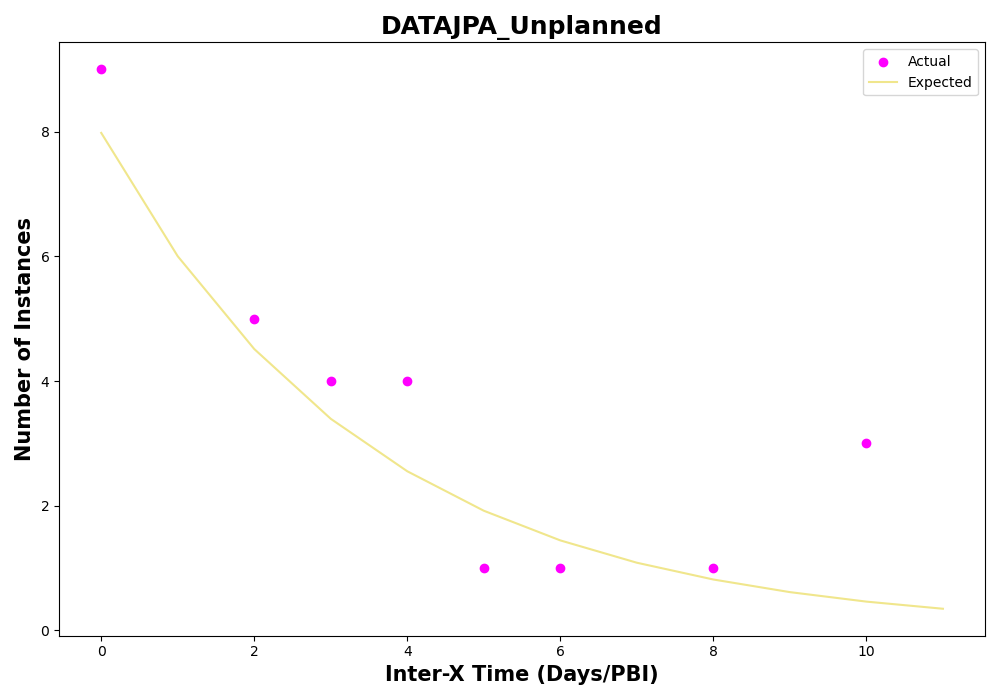 DATAJPA_Unplanned
Actual
Expected
Number of Instances
8
6
4
2
0
0 2 4 6 8 10
Inter-X Time (Days/PBI)